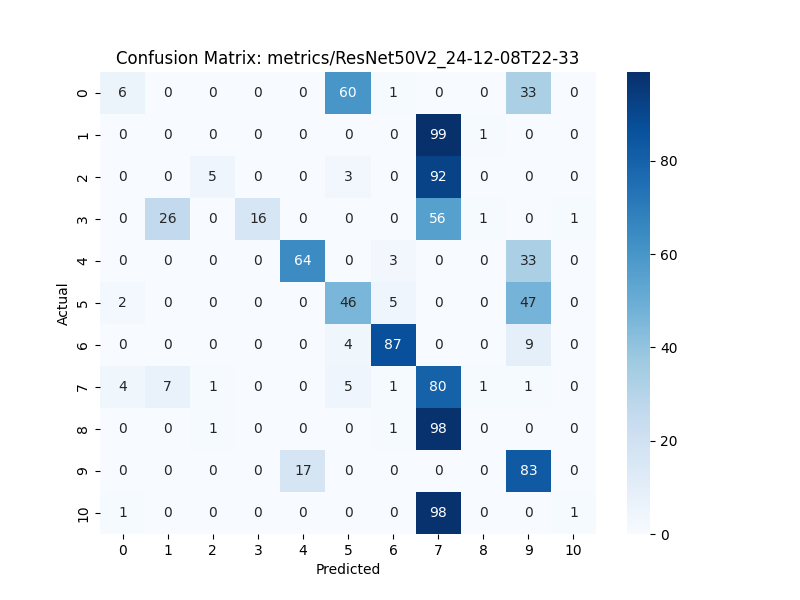 Confusion Matrix: metrics/ResNet50V2_24-12-08T22-33
0 6 0 0 0 0 60 1 0 0 33 0
1 0 0 0 0 0 0 0 99 1 0 0
2 0 0 5 0 0 3 0 92 0 0 0
3 0 26 0 16 0 0 0 56 1 0 1
4 0 0 0 0 64 0 3 0 0 33 0
5 2 0 0 0 0 46 5 0 0 47 0
6 0 0 0 0 0 4 87 0 0 9 0
7 4 7 1 0 0 5 1 80 1 1 0
8 0 0 1 0 0 0 1 98 0 0 0
9 0 0 0 0 17 0 0 0 0 83 0
10 1 0 0 0 0 0 0 98 0 0 1
0 1 2 3 4 5 6 7 8 9 10
Predicted
Actual
80
60
40
20
0